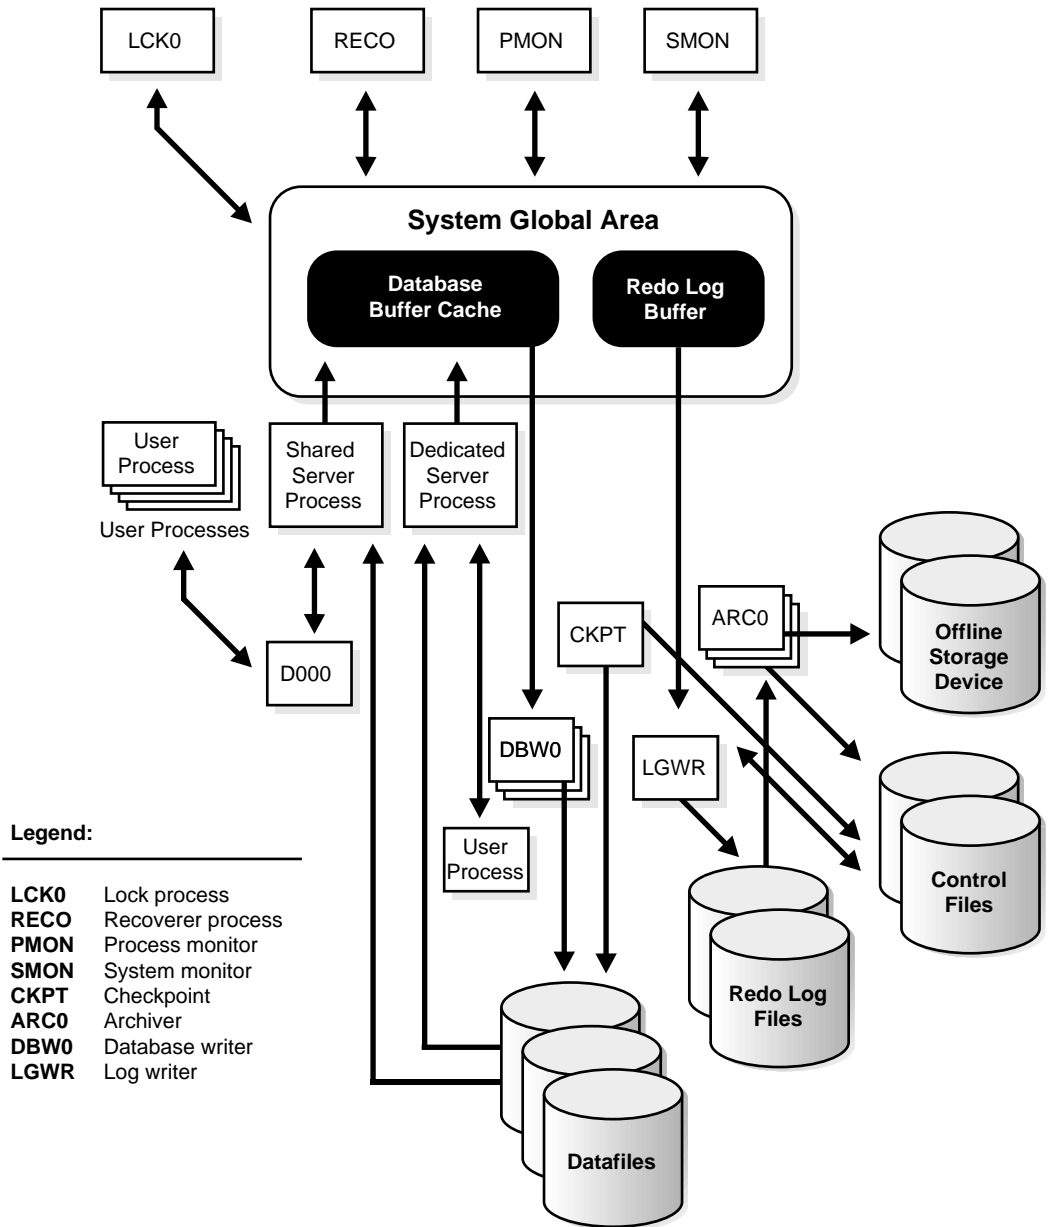 LCK0
RECO
PMON
SMON
System Global Area
Database
Buffer Cache
Redo Log
Buffer
User
Process
User Processes
Shared
Server
Process
Dedicated
Server
Process
D000
CKPT
ARC0
Offline
Storage
Device
DBW0
LGWR
User
Process
Control
Files
Redo Log
Files
Datafiles
Legend:
LCK0 Lock process
RECO Recoverer process
PMON Process monitor
SMON System monitor
CKPT Checkpoint
ARC0 Archiver
DBW0 Database writer
LGWR Log writer